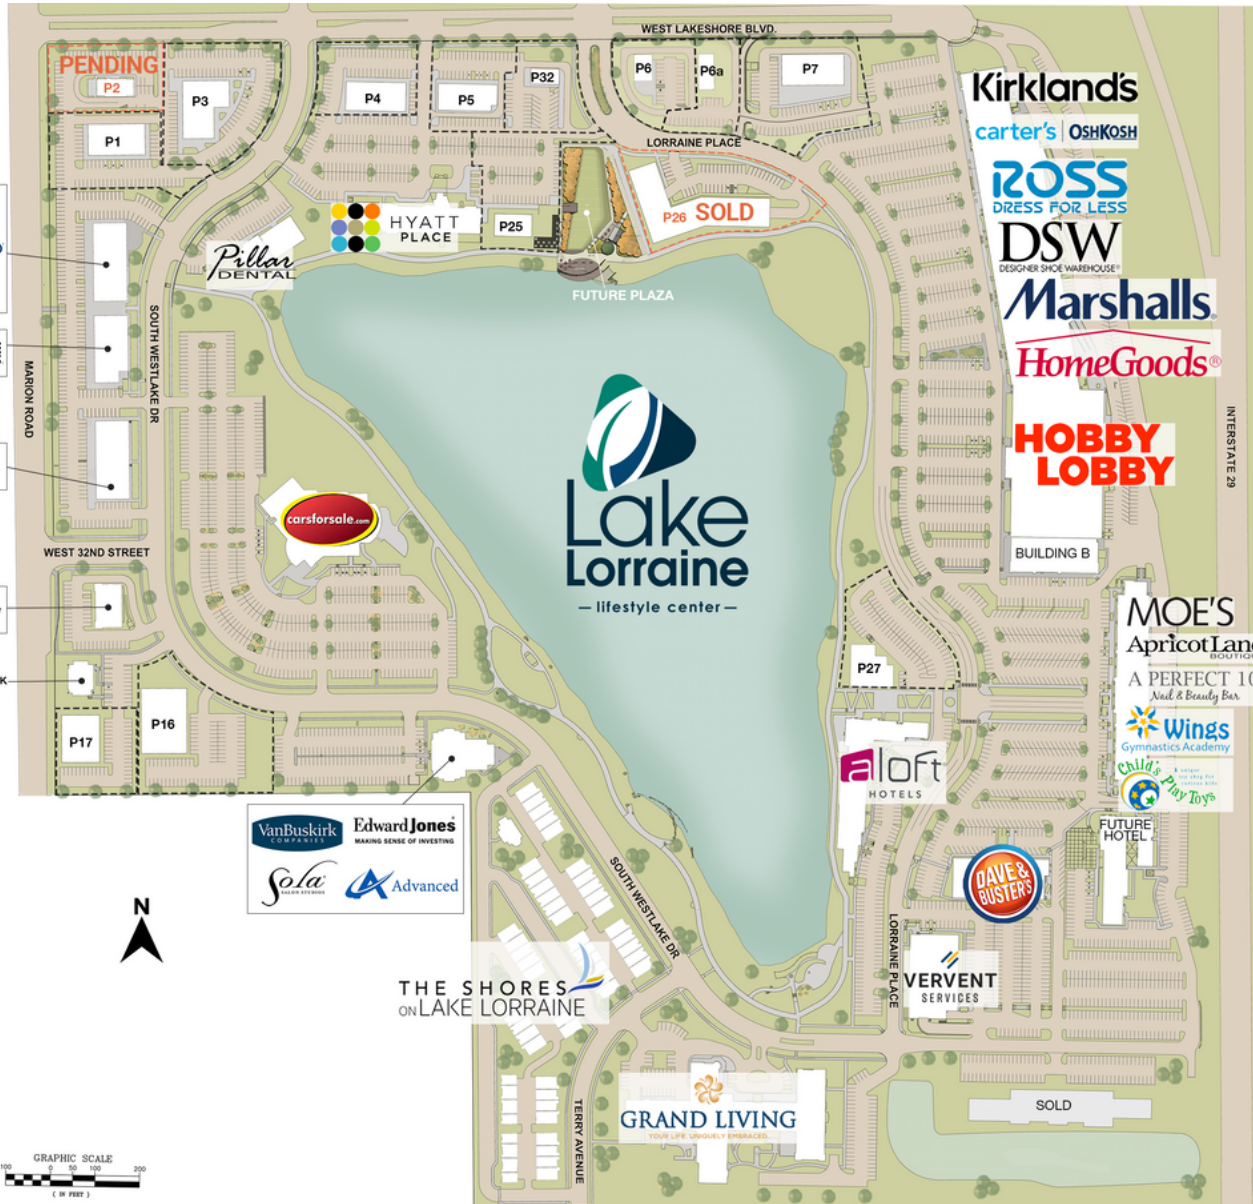 WEST LAKESHORE BLVD.
PENDING
P2
P3
P1
P4
P5
P32
P6
P6a
P7
LORRAINE PLACE
P26 SOLD
P25
HYATT
PLACE
Pillar
DENTAL
FUTURE PLAZA
Kirkland's
carter's | OSHKOSH
ROSS
DRESS FOR LESS
DSW
DESIGNER SHOE WAREHOUSE®
Marshalls.
HomeGoods®
HOBBY
LOBBY
BUILDING B
INTERSTATE 29
MARION ROAD
SOUTH WESTLAKE DR
carsforsale.com
WEST 32ND STREET
Lake
Lorraine
— lifestyle center —
K
P17
P16
P27
MOE'S
Apricot Lane
BOUTIQU
A PERFECT 10
Nail & Beauty Bar
Wings
Gymnastics Academy
Child's
Play Toys
aloft
HOTELS
FUTURE
HOTEL
DAVE &
BUSTER'S
VERVENT
SERVICES
LORRAINE PLACE
VanBuskirk
COMPANIES
Edward Jones®
MAKING SENSE OF INVESTING
Sola
SALON STUDIOS
Advanced
SOUTH WESTLAKE DR
N
THE SHORES
ON LAKE LORRAINE
GRAND LIVING
YOUR LIFE. UNIQUELY EMBRACED.
TERRY AVENUE
SOLD
GRAPHIC SCALE
100 0 50 100 200
( IN FEET )